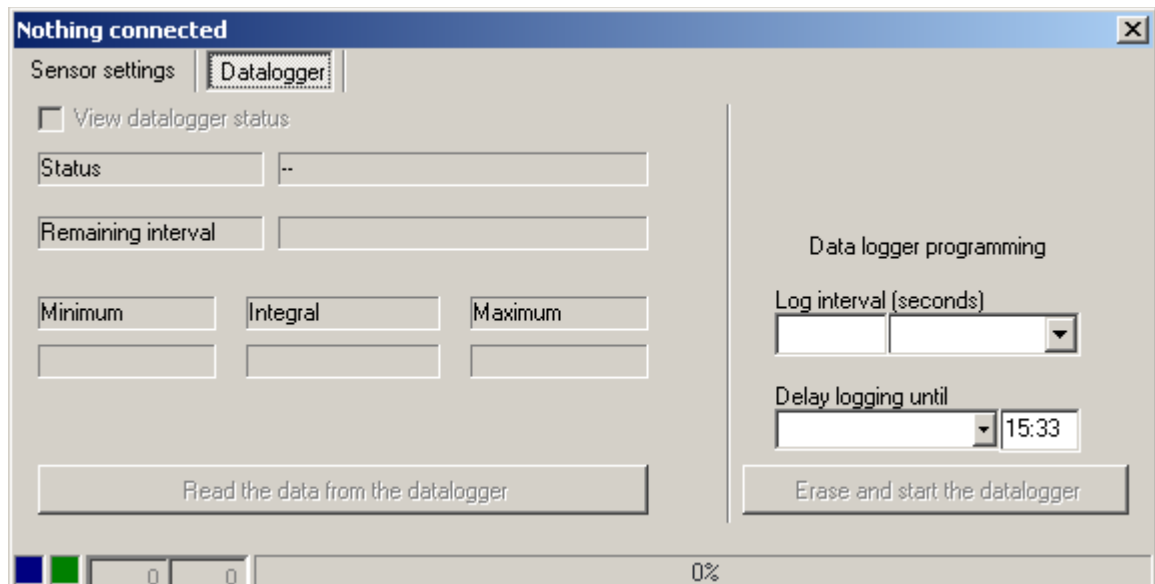 Nothing connected
Sensor settings
Datalogger
View datalogger status
Status
--
Remaining interval
Minimum
Integral
Maximum
Read the data from the datalogger
Data logger programming
Log interval (seconds)
Delay logging until
15:33
Erase and start the datalogger
0
0
0%